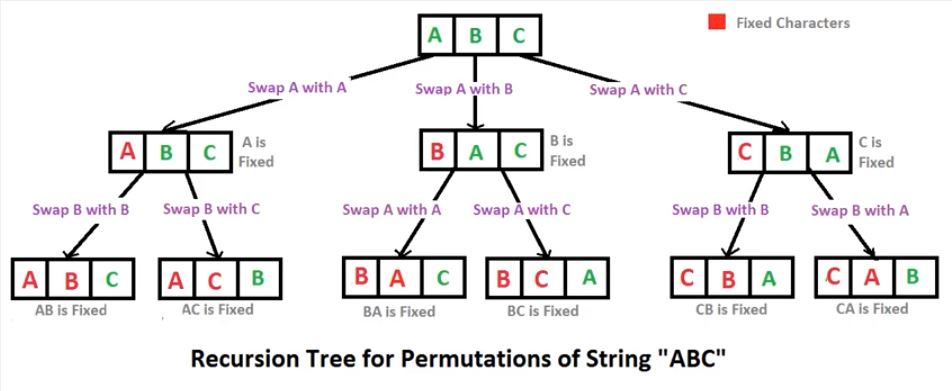 A B C
Fixed Characters
Swap A with A
Swap A with B
Swap A with C
A B C
A is
Fixed
B A C
B is
Fixed
C B A
C is
Fixed
Swap B with B
Swap B with C
Swap A with A
Swap A with C
Swap B with B
Swap B with A
A B C
A C B
B A C
B C A
C B A
C A B
AB is Fixed
AC is Fixed
BA is Fixed
BC is Fixed
CB is Fixed
CA is Fixed
Recursion Tree for Permutations of String "ABC"